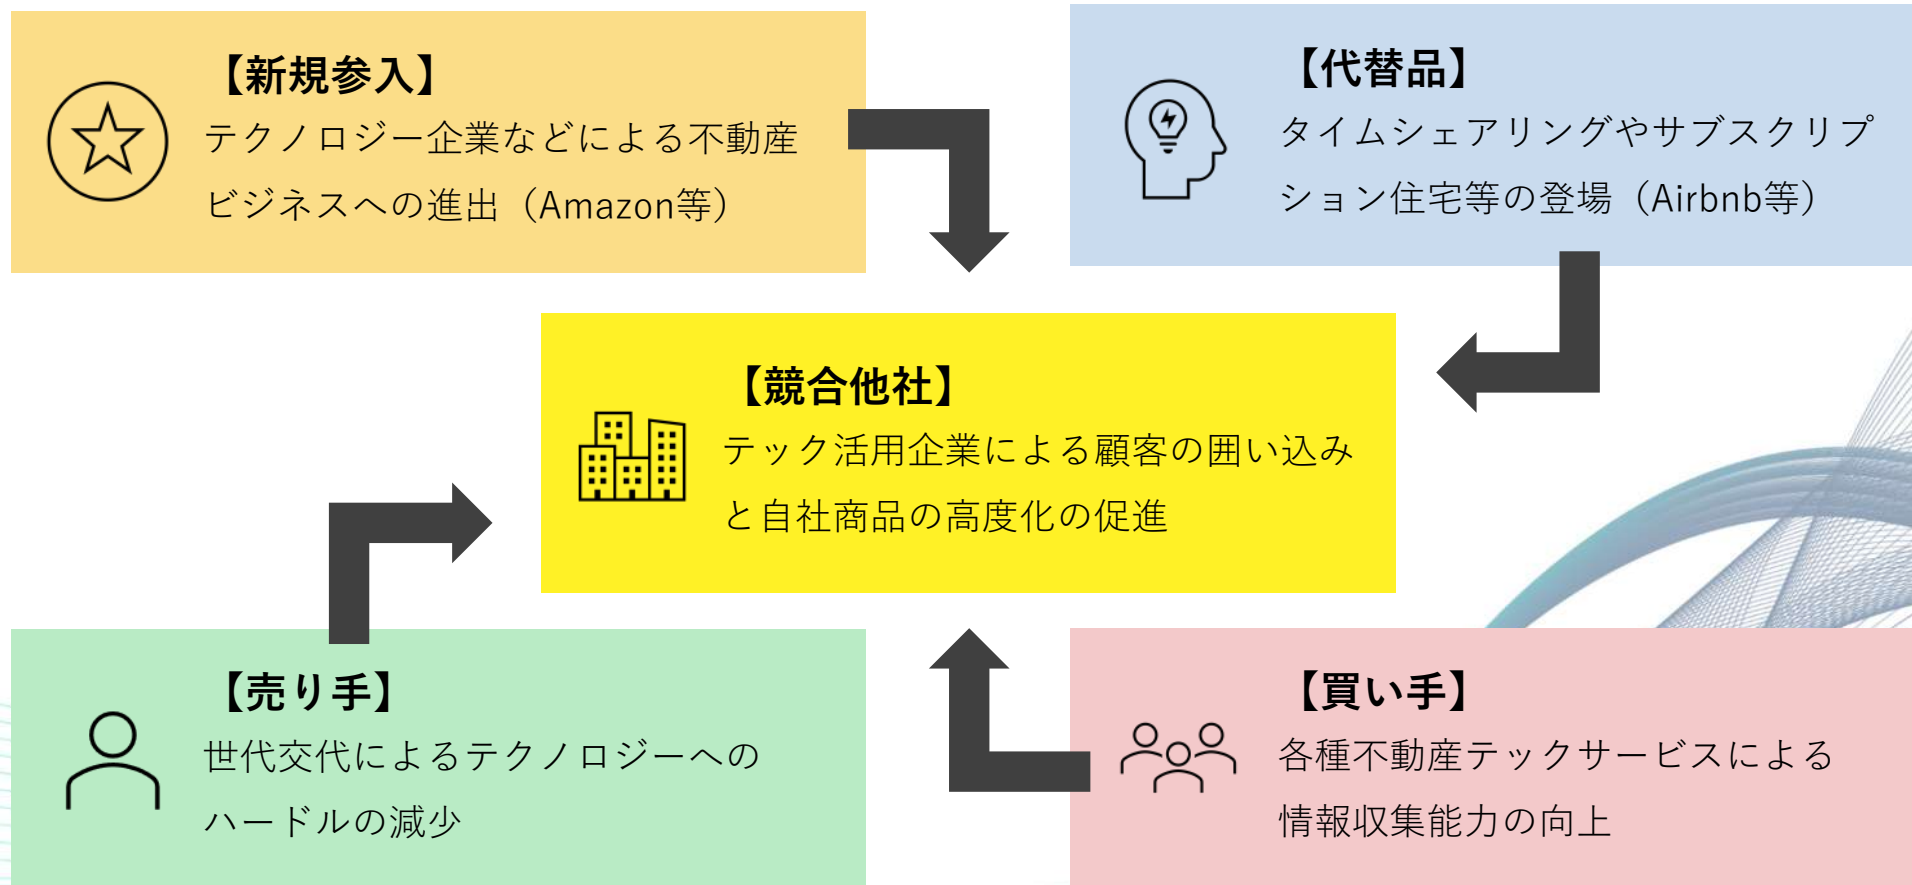 【新規参入】
テクノロジー企業などによる不動産
ビジネスへの進出（Amazon等）
【代替品】
タイムシェアリングやサブスクリプ
ション住宅等の登場（Airbnb等）
【競合他社】
テック活用企業による顧客の囲い込み
と自社商品の高度化の促進
【売り手】
世代交代によるテクノロジーへの
ハードルの減少
【買い手】
各種不動産テックサービスによる
情報収集能力の向上